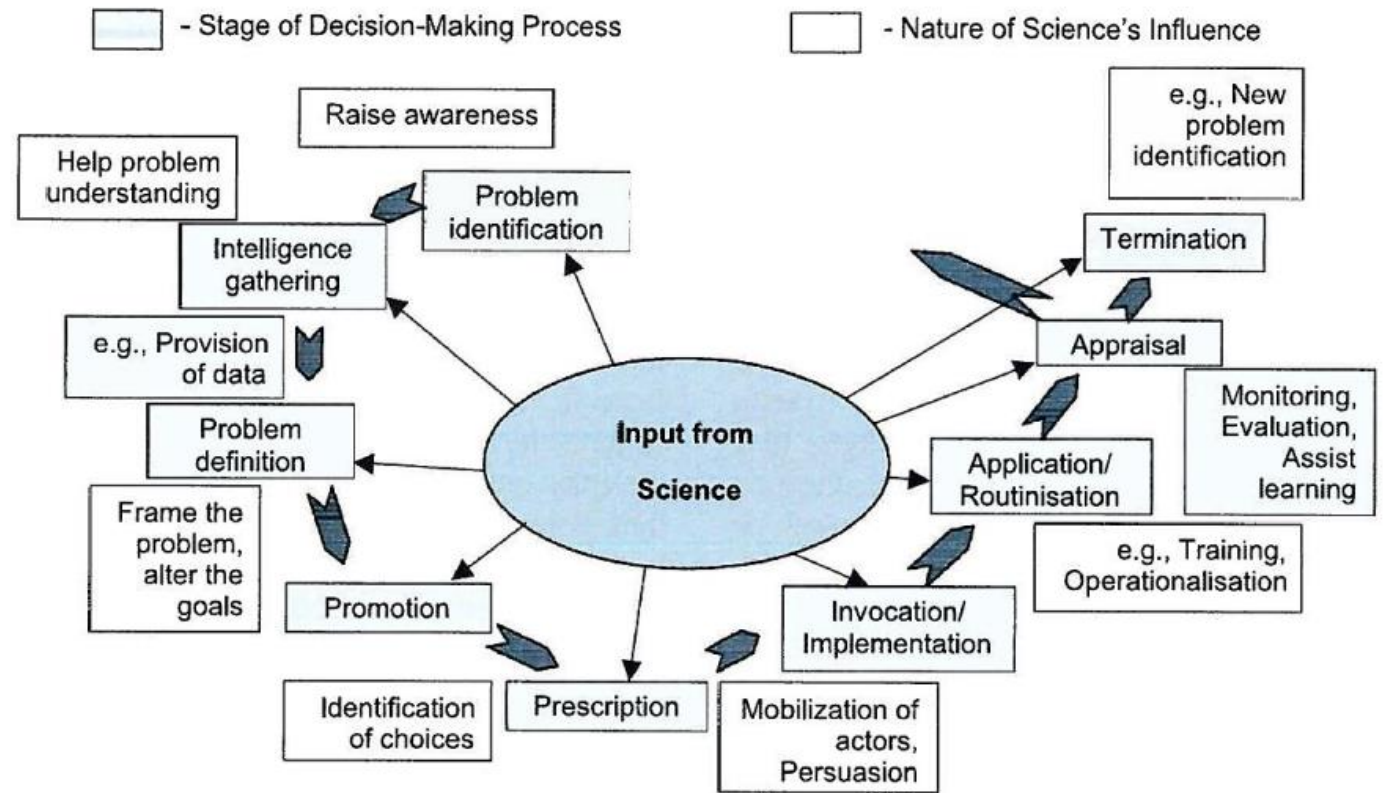 - Stage of Decision-Making Process
- Nature of Science's Influence
Raise awareness
e.g., New
problem
identification
Help problem
understanding
Problem
identification
Termination
Intelligence
gathering
e.g., Provision
of data
Appraisal
Problem
definition
Input from
Science
Monitoring,
Evaluation,
Assist
learning
Application/
Routinisation
Frame the
problem,
alter the
goals
e.g., Training,
Operationalisation
Promotion
Invocation/
Implementation
Identification
of choices
Prescription
Mobilization of
actors,
Persuasion